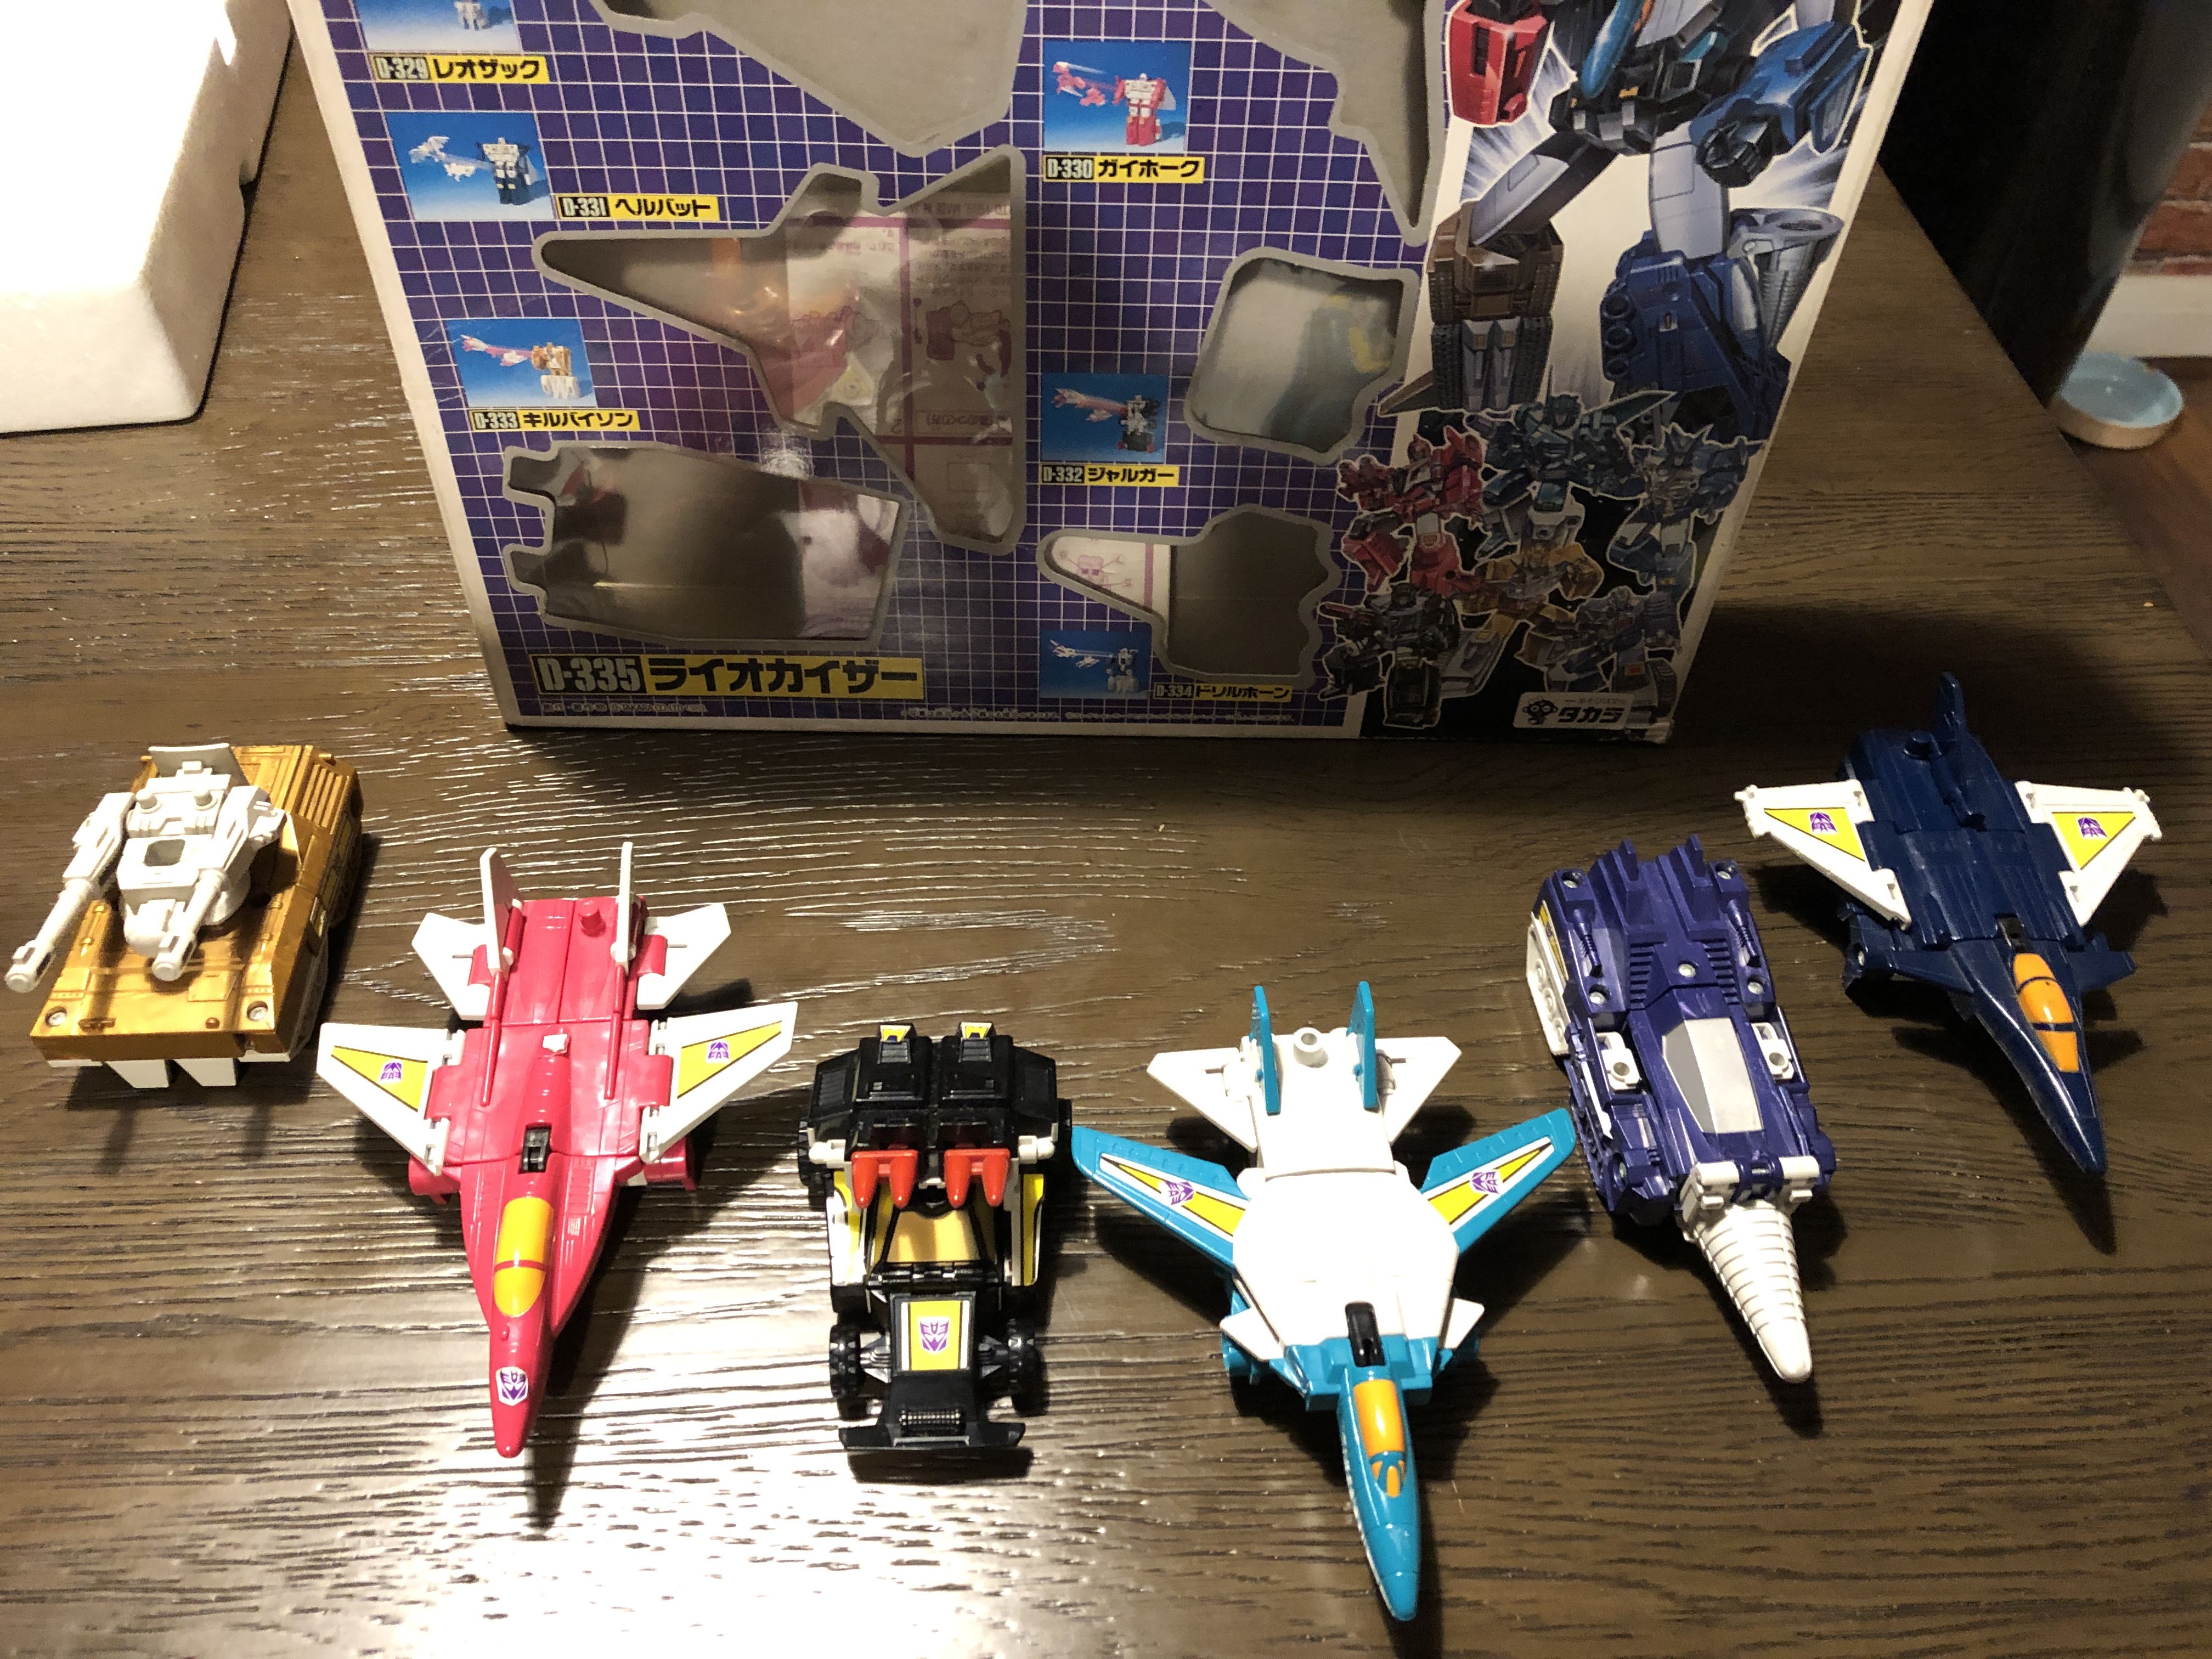 D-329 レオザック
D-330 ガイホーク
D-331 ヘルバット
D-333 キルバイソン
D-332 ジャルガー
D-335 ライオカイザー
D-334 ドリルホーン
タカラ